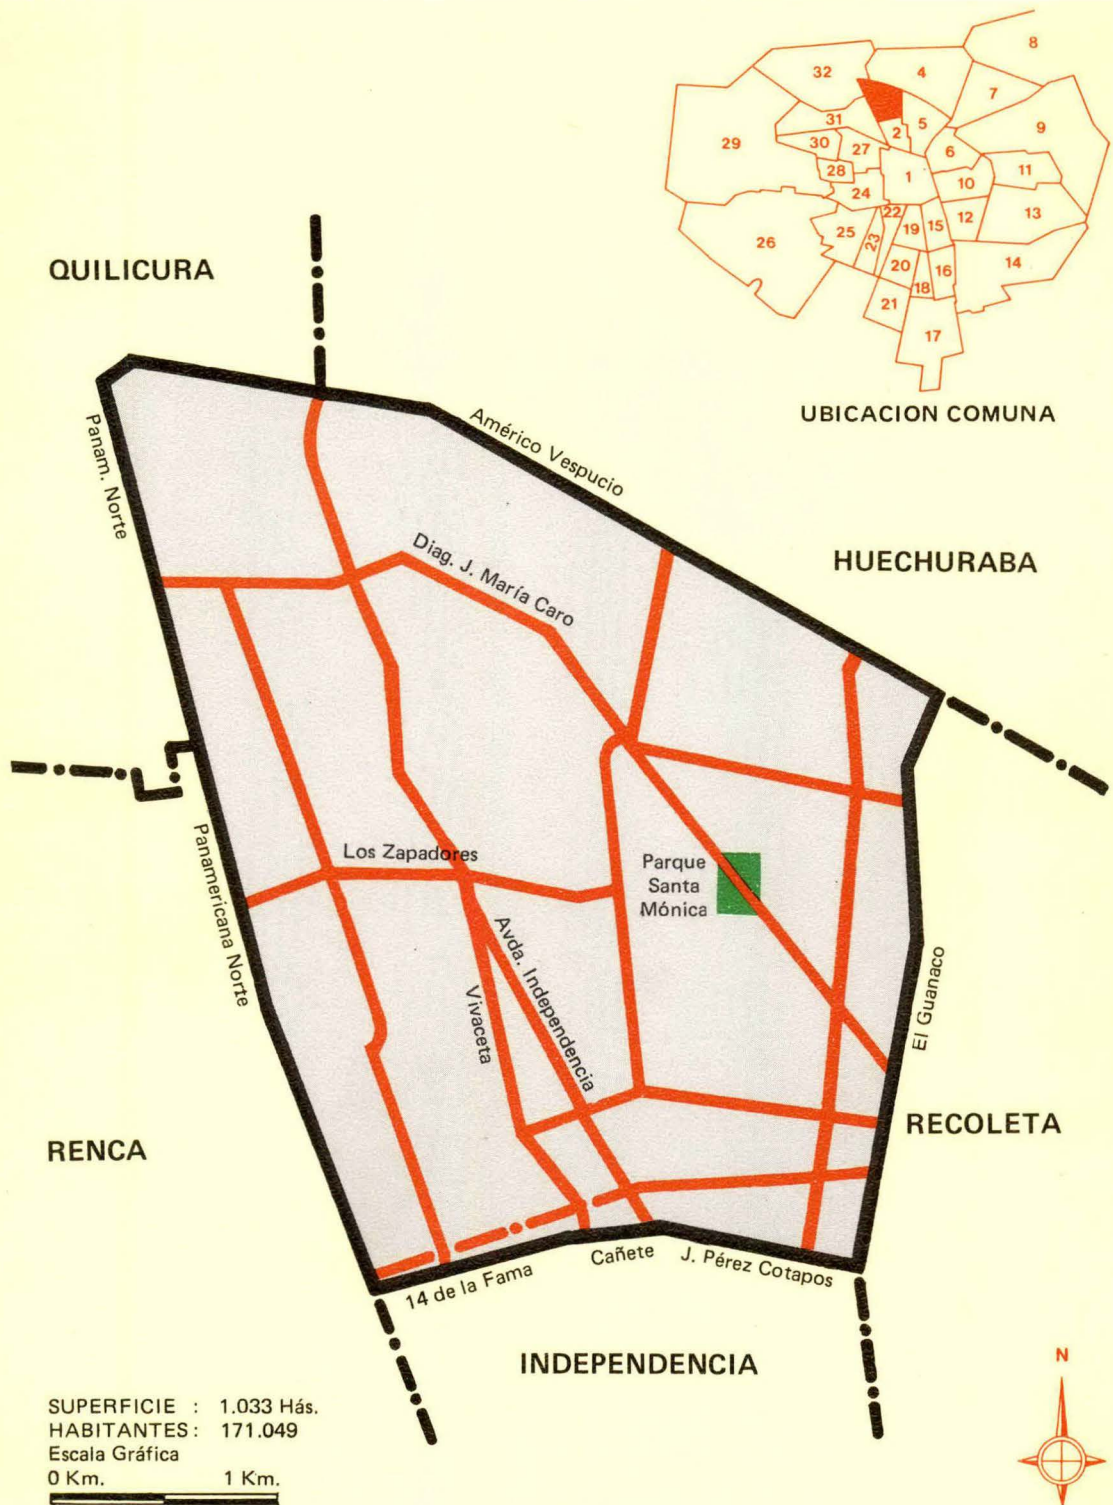 8
32
4
7
31
5
9
29
2
30
27
6
28
1
11
10
24
22
12
13
25
23
19
15
26
14
20
16
18
21
17
UBICACION COMUNA
QUILICURA
Panam. Norte
Américo Vespucio
HUECHURABA
Diag. J. María Caro
Los Zapadores
Parque
Santa
Mónica
Panamericana Norte
Avda. Independencia
Vivaceta
El Guanaco
RENCA
RECOLETA
14 de la Fama
Cañete
J. Pérez Cotapos
INDEPENDENCIA
N
SUPERFICIE : 1.033 Hás.
HABITANTES : 171.049
Escala Gráfica
0 Km. 1 Km.